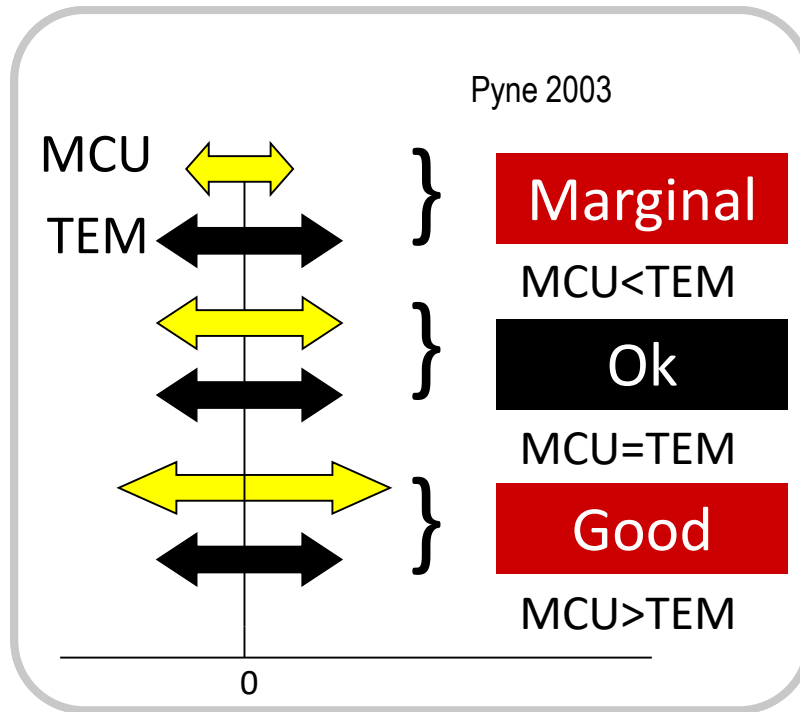 Pyne 2003
MCU
Marginal
TEM
MCU<TEM
}
Ok
MCU=TEM
}
Good
MCU>TEM
}
0